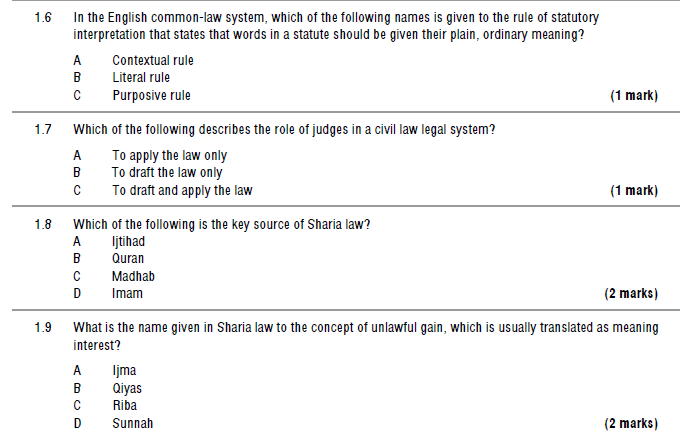 1.6 In the English common-law system, which of the following names is given to the rule of statutory
interpretation that states that words in a statute should be given their plain, ordinary meaning?
A Contextual rule
B Literal rule
C Purposive rule (1 mark)
1.7 Which of the following describes the role of judges in a civil law legal system?
A To apply the law only
B To draft the law only
C To draft and apply the law (1 mark)
1.8 Which of the following is the key source of Sharia law?
A Ijtihad
B Quran
C Madhab
D Imam (2 marks)
1.9 What is the name given in Sharia law to the concept of unlawful gain, which is usually translated as meaning
interest?
A Ijma
B Qiyas
C Riba
D Sunnah (2 marks)